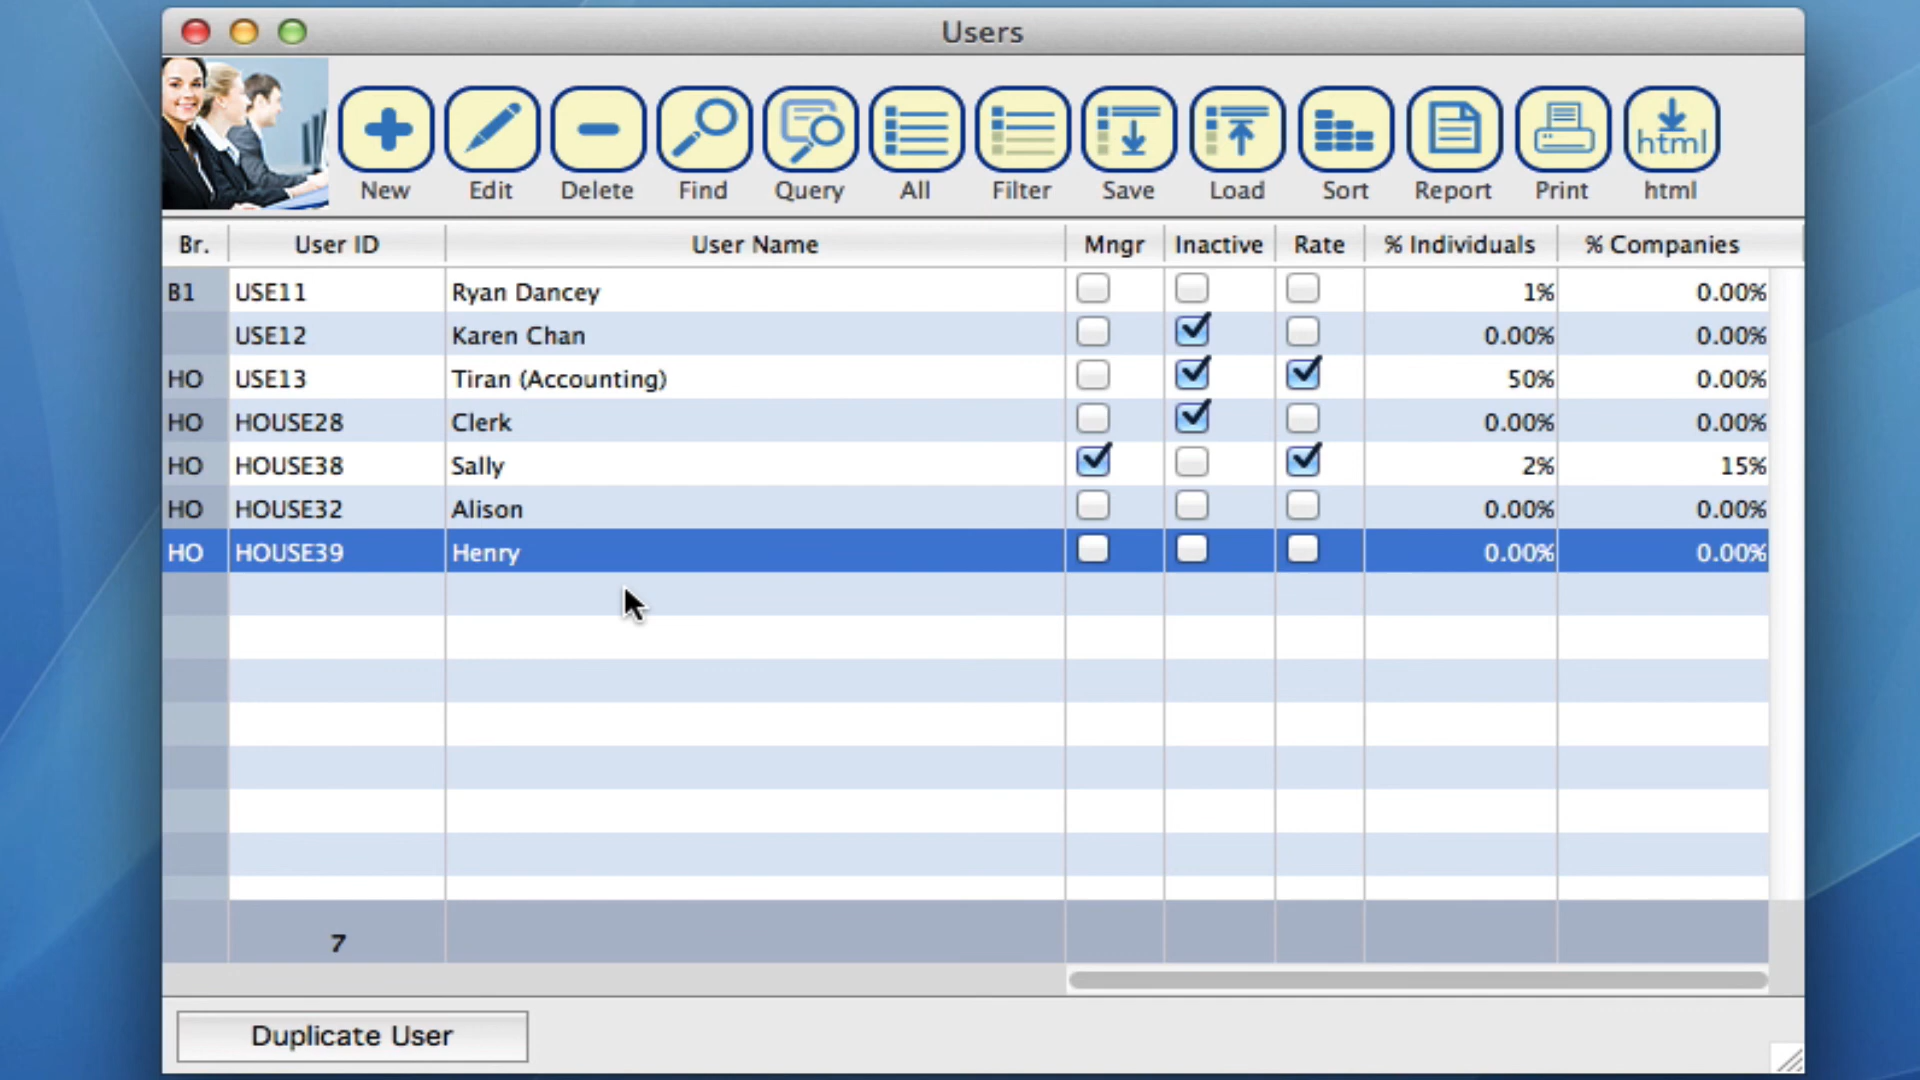 Users
New Edit Delete Find Query All Filter Save Load Sort Report Print html
html
Br. User ID User Name Mngr Inactive Rate % Individuals % Companies
B1 USE11 Ryan Dancey 1% 0.00%
USE12 Karen Chan 0.00% 0.00%
HO USE13 Tiran (Accounting) 50% 0.00%
HO HOUSE28 Clerk 0.00% 0.00%
HO HOUSE38 Sally 2% 15%
HO HOUSE32 Alison 0.00% 0.00%
HO HOUSE39 Henry 0.00% 0.00%
7
Duplicate User